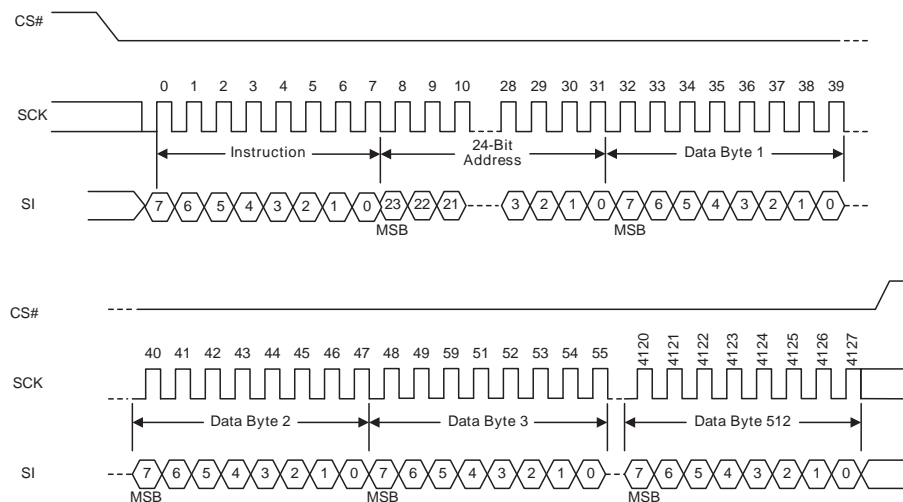 CS#
0 1 2 3 4 5 6 7 8 9 10 28 29 30 31 32 33 34 35 36 37 38 39
SCK
Instruction 24-Bit Address Data Byte 1
SI 7 6 5 4 3 2 1 0 23 22 21 3 2 1 0 7 6 5 4 3 2 1 0
MSB MSB
CS#
40 41 42 43 44 45 46 47 48 49 59 51 52 53 54 55 4120 4121 4122 4123 4124 4125 4126 4127
SCK
Data Byte 2 Data Byte 3 Data Byte 512
SI 7 6 5 4 3 2 1 0 7 6 5 4 3 2 1 0 7 6 5 4 3 2 1 0
MSB MSB MSB